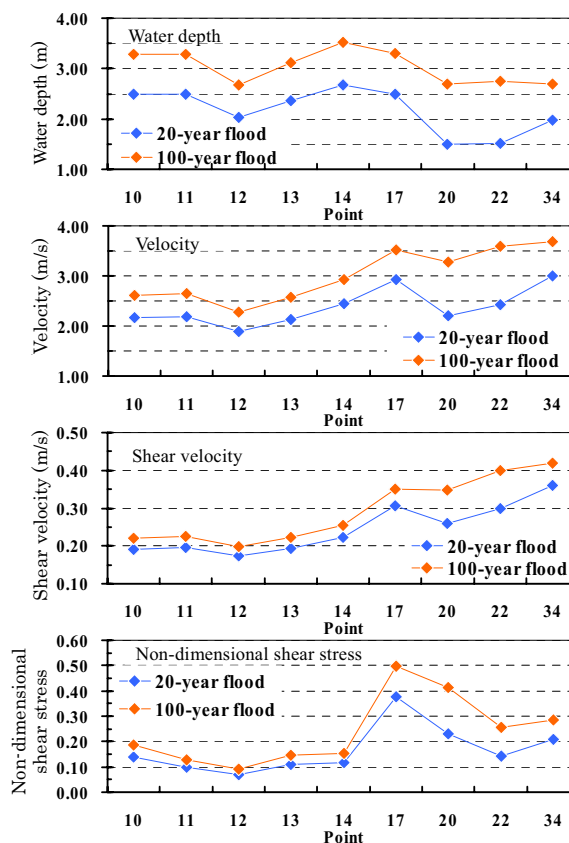 Water depth (m)
4.00
3.00
2.00
1.00
Water depth
20-year flood
100-year flood
10 11 12 13 14 17 20 22 34
Point
Velocity (m/s)
4.00
3.00
2.00
1.00
Velocity
20-year flood
100-year flood
10 11 12 13 14 17 20 22 34
Point
Shear velocity (m/s)
0.50
0.40
0.30
0.20
0.10
Shear velocity
20-year flood
100-year flood
10 11 12 13 14 17 20 22 34
Point
Non-dimensional
shear stress
0.60
0.50
0.40
0.30
0.20
0.10
0.00
Non-dimensional shear stress
20-year flood
100-year flood
10 11 12 13 14 17 20 22 34